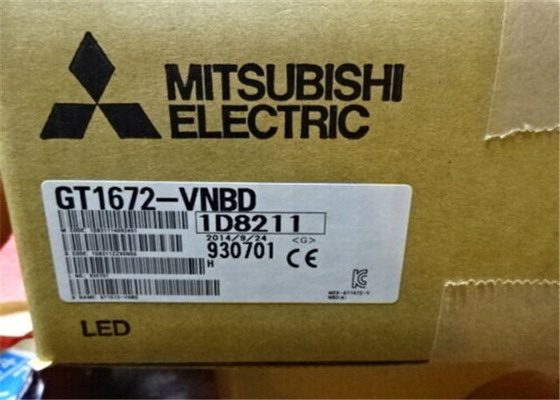 MITSUBISHI
ELECTRIC
GT1672-VNBD
1D8211
2014/9/24 <G>
930701
H
CE
LED